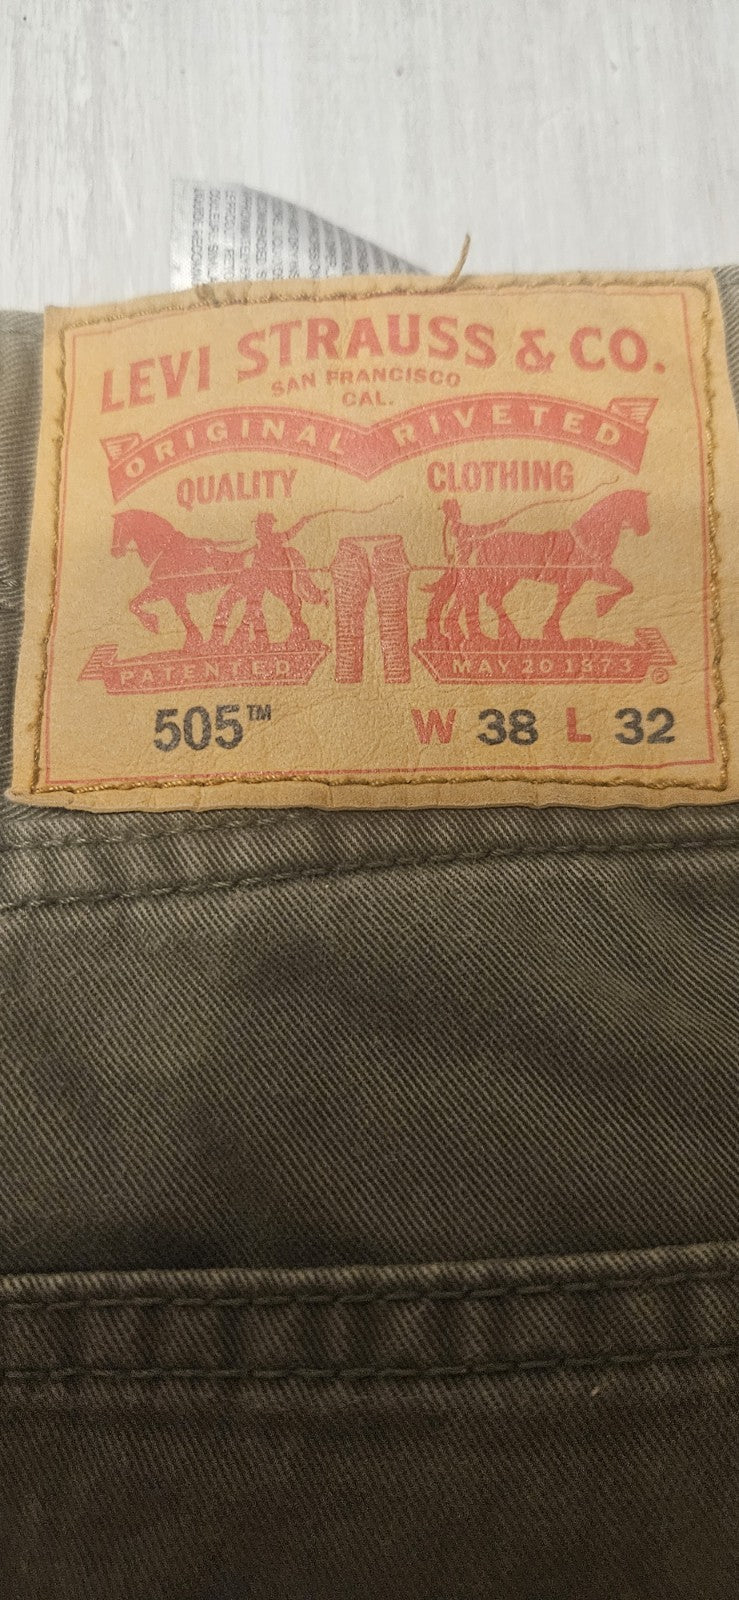 LEVI STRAUSS & CO.
SAN FRANCISCO
CAL.
ORIGINAL RIVETED
QUALITY CLOTHING
PATENTED MAY 20 1873 ®
505™ W 38 L 32